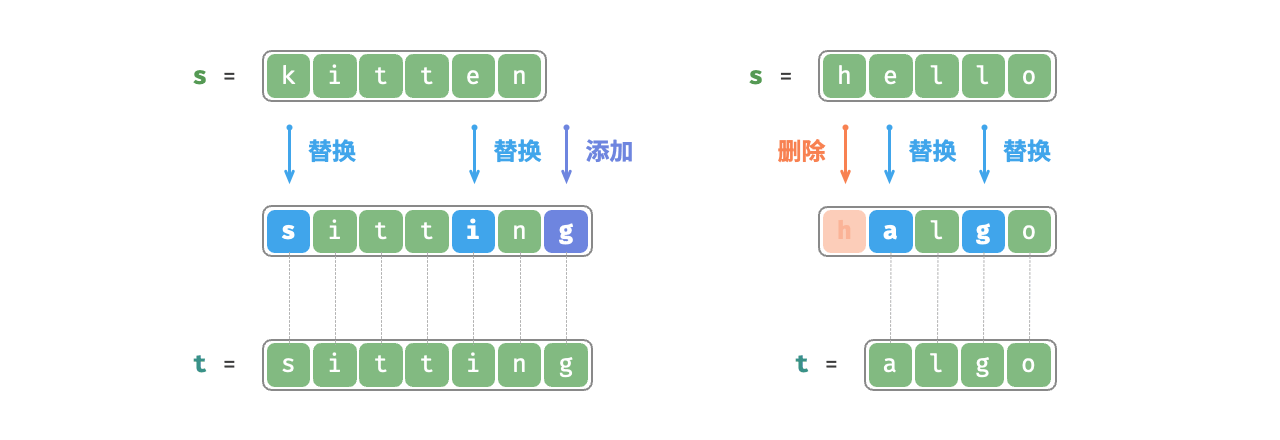 s = k i t t e n
替换 替换 添加
s i t t i n g
t = s i t t i n g
s = h e l l o
删除 替换 替换
h a l g o
t = a l g o